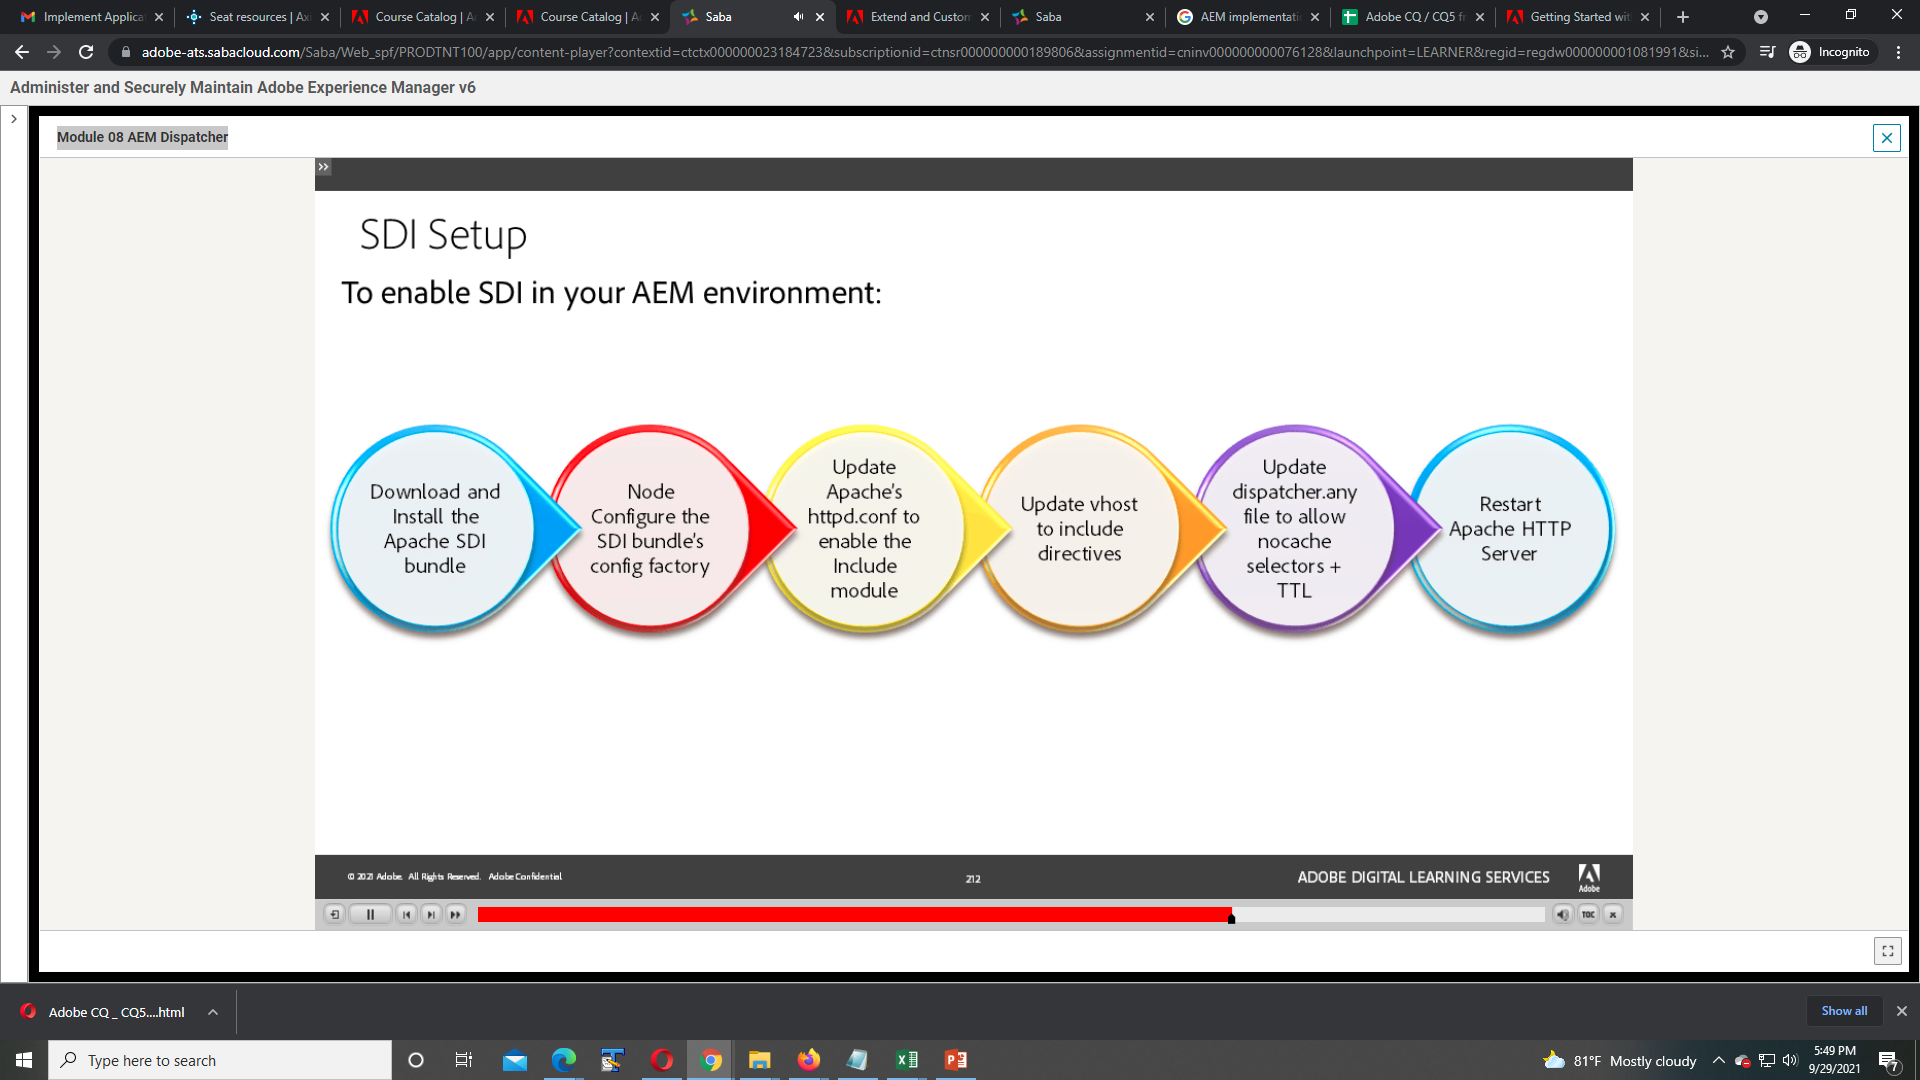 Implement Applica
Seat resources | Ax
Course Catalog | A
Course Catalog | A
Saba
Extend and Custom
Saba
AEM implementati
Adobe CQ / CQ5 fr
Getting Started wit
adobe-ats.sabacloud.com/Saba/Web_spf/PRODTNT100/app/content-player?contextid=ctctx000000023184723&subscriptionid=ctnsr000000000189806&assignmentid=cninv000000000076128&launchpoint=LEARNER&regid=regdw000000001081991&si...
Incognito
Administer and Securely Maintain Adobe Experience Manager v6
Module 08 AEM Dispatcher
SDI Setup
To enable SDI in your AEM environment:
Download and
Install the
Apache SDI
bundle
Node
Configure the
SDI bundle's
config factory
Update
Apache's
httpd.conf to
enable the
Include
module
Update vhost
to include
directives
Update
dispatcher.any
file to allow
nocache
selectors +
TTL
Restart
Apache HTTP
Server
© 2021 Adobe. All Rights Reserved. Adobe Confidential
212
ADOBE DIGITAL LEARNING SERVICES
Adobe
TOC
Adobe CQ _ CQ5....html
Show all
Type here to search
81°F Mostly cloudy
5:49 PM
9/29/2021
7